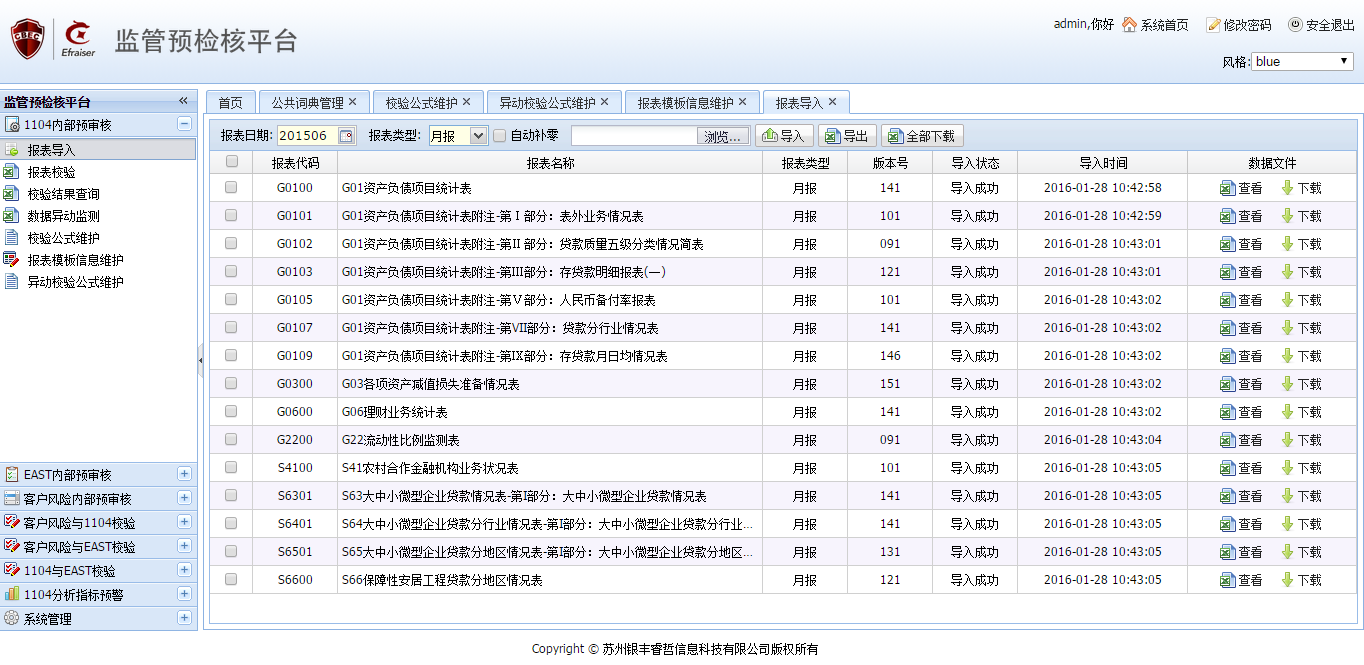 CBEC
Efraiser
监管预检核平台
admin,你好 系统首页 修改密码 安全退出
风格: blue
监管预检核平台
1104内部预审核
报表导入
报表校验
校验结果查询
数据异动监测
校验公式维护
报表模板信息维护
异动校验公式维护
EAST内部预审核
客户风险内部预审核
客户风险与1104校验
客户风险与EAST校验
1104与EAST校验
1104分析指标预警
系统管理
首页 公共词典管理 校验公式维护 异动校验公式维护 报表模板信息维护 报表导入
报表日期: 201506 报表类型: 月报 自动补零 浏览... 导入 导出 全部下载
报表代码 报表名称 报表类型 版本号 导入状态 导入时间 数据文件
G0100 G01资产负债项目统计表 月报 141 导入成功 2016-01-28 10:42:58 查看 下载
G0101 G01资产负债项目统计表附注-第Ⅰ部分：表外业务情况表 月报 101 导入成功 2016-01-28 10:42:59 查看 下载
G0102 G01资产负债项目统计表附注-第II 部分：贷款质量五级分类情况简表 月报 091 导入成功 2016-01-28 10:43:01 查看 下载
G0103 G01资产负债项目统计表附注-第III部分：存贷款明细报表(一) 月报 121 导入成功 2016-01-28 10:43:01 查看 下载
G0105 G01资产负债项目统计表附注-第Ⅴ部分：人民币备付率报表 月报 101 导入成功 2016-01-28 10:43:02 查看 下载
G0107 G01资产负债项目统计表附注-第VII部分：贷款分行业情况表 月报 141 导入成功 2016-01-28 10:43:02 查看 下载
G0109 G01资产负债项目统计表附注-第IX部分：存贷款月日均情况表 月报 146 导入成功 2016-01-28 10:43:02 查看 下载
G0300 G03各项资产减值损失准备情况表 月报 151 导入成功 2016-01-28 10:43:02 查看 下载
G0600 G06理财业务统计表 月报 141 导入成功 2016-01-28 10:43:02 查看 下载
G2200 G22流动性比例监测表 月报 091 导入成功 2016-01-28 10:43:04 查看 下载
S4100 S41农村合作金融机构业务状况表 月报 101 导入成功 2016-01-28 10:43:05 查看 下载
S6301 S63大中小微型企业贷款情况表-第I部分：大中小微型企业贷款情况表 月报 141 导入成功 2016-01-28 10:43:05 查看 下载
S6401 S64大中小微型企业贷款分行业情况表-第I部分：大中小微型企业贷款分行业... 月报 141 导入成功 2016-01-28 10:43:05 查看 下载
S6501 S65大中小微型企业贷款分地区情况表-第I部分：大中小微型企业贷款分地区... 月报 131 导入成功 2016-01-28 10:43:05 查看 下载
S6600 S66保障性安居工程贷款分地区情况表 月报 121 导入成功 2016-01-28 10:43:05 查看 下载
Copyright © 苏州银丰睿哲信息科技有限公司版权所有